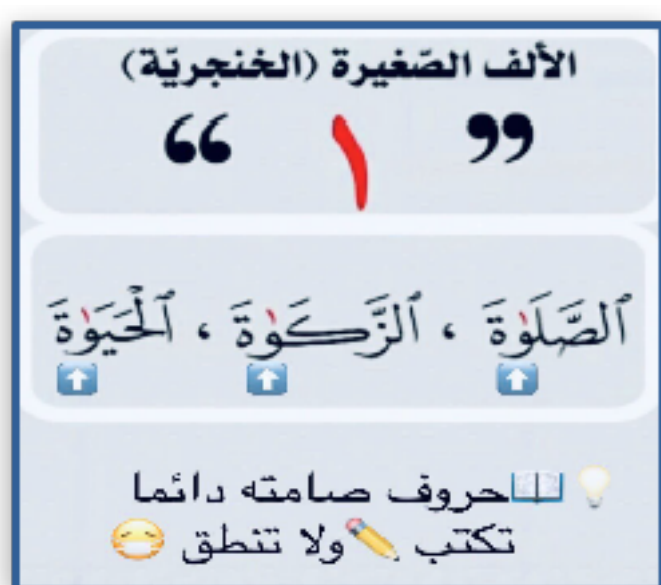 الألف الصّغيرة (الخنجريّة)
” ٰ “
ٱلصَّلَوٰةَ ، ٱلزَّكَوٰةَ ، ٱلْحَيَوٰةَ
حروف صامته دائما
تكتب ولا تنطق